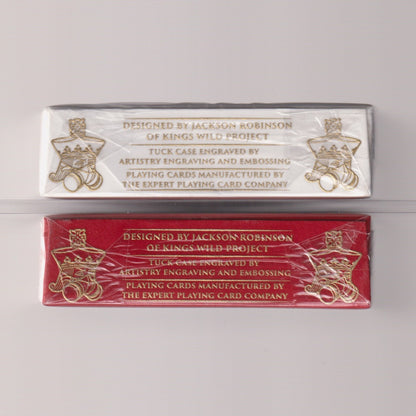 DESIGNED BY JACKSON ROBINSON
OF KINGS WILD PROJECT
TUCK CASE ENGRAVED BY
ARTISTRY ENGRAVING AND EMBOSSING
PLAYING CARDS MANUFACTURED BY
THE EXPERT PLAYING CARD COMPANY
DESIGNED BY JACKSON ROBINSON
OF KINGS WILD PROJECT
TUCK CASE ENGRAVED BY
ARTISTRY ENGRAVING AND EMBOSSING
PLAYING CARDS MANUFACTURED BY
THE EXPERT PLAYING CARD COMPANY